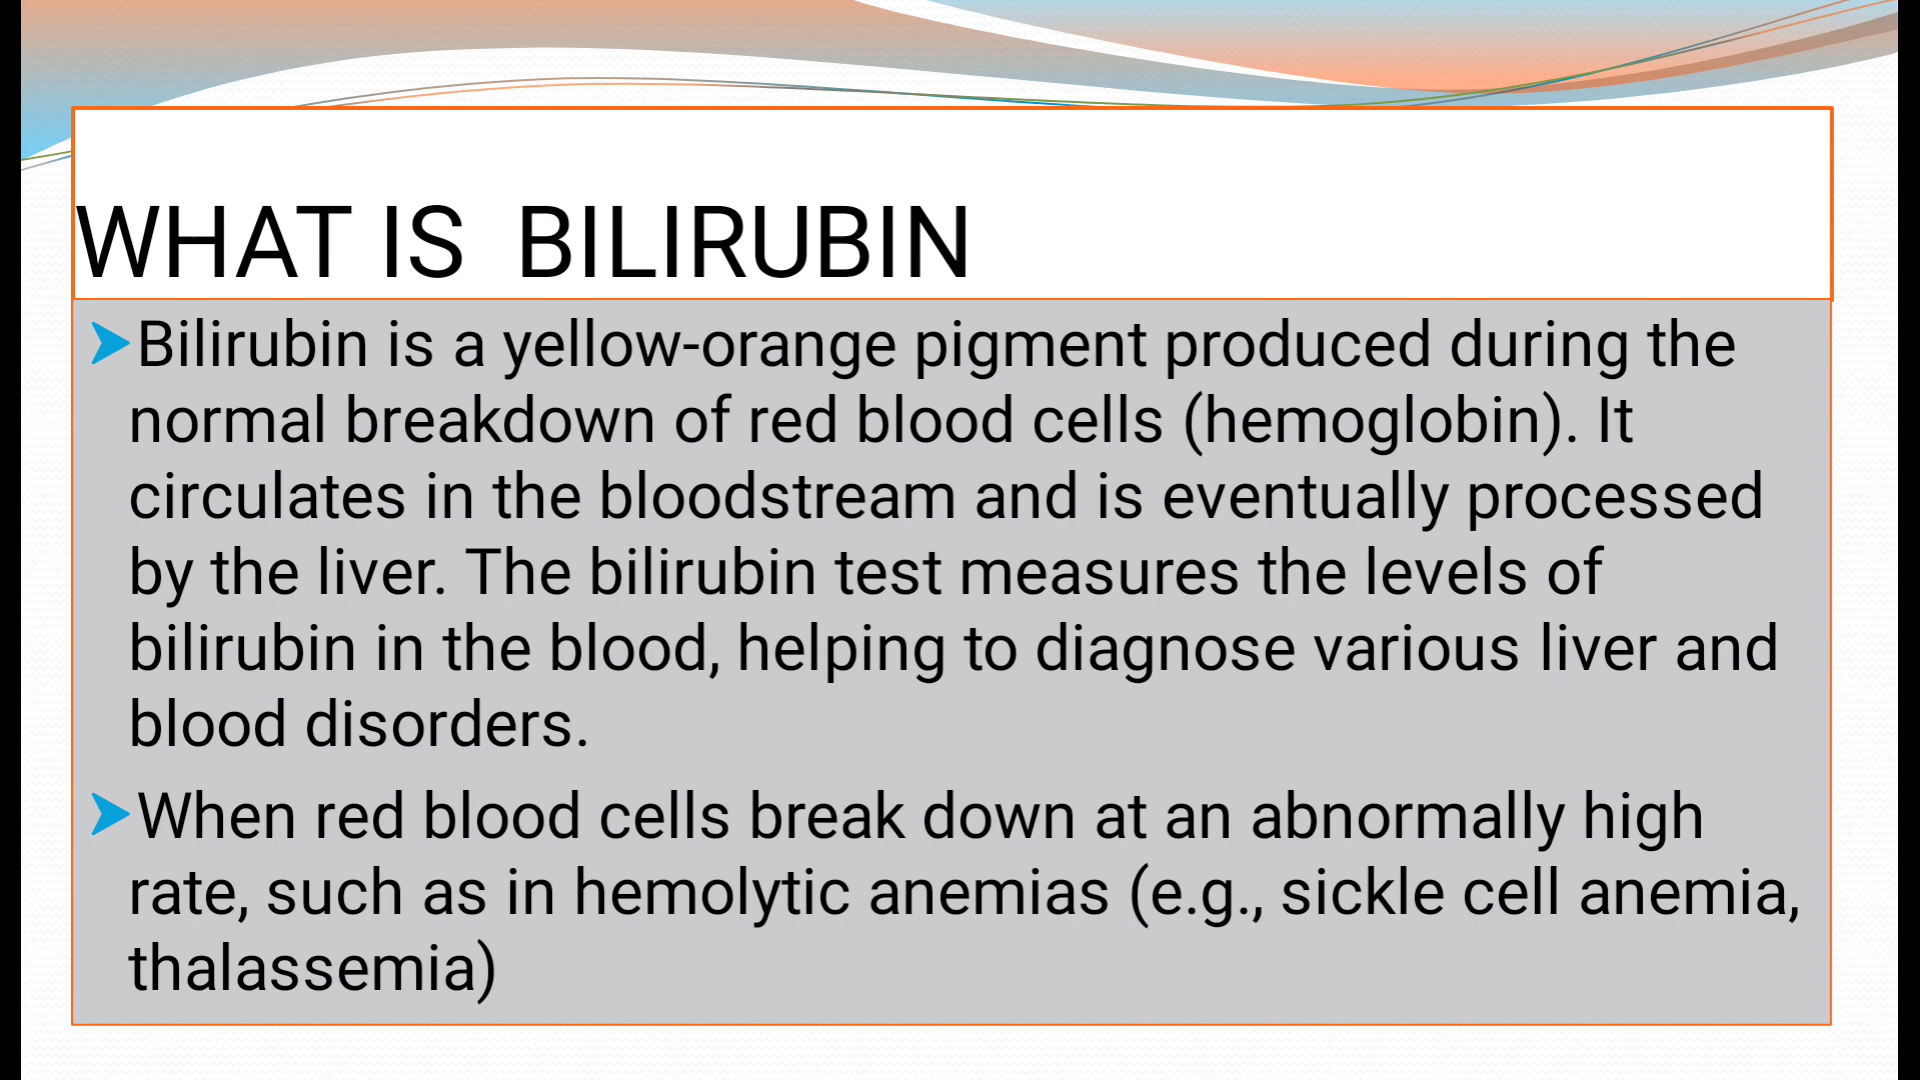 WHAT IS  BILIRUBIN
➤Bilirubin is a yellow-orange pigment produced during the
normal breakdown of red blood cells (hemoglobin). It
circulates in the bloodstream and is eventually processed
by the liver. The bilirubin test measures the levels of
bilirubin in the blood, helping to diagnose various liver and
blood disorders.
➤When red blood cells break down at an abnormally high
rate, such as in hemolytic anemias (e.g., sickle cell anemia,
thalassemia)